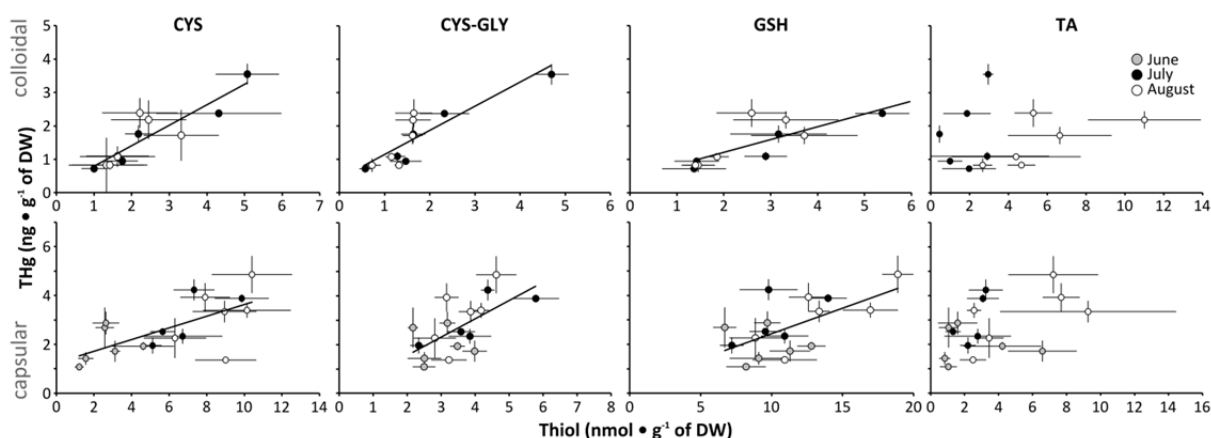 CYS CYS-GLY GSH TA
colloidal
5
4
3
2
1
0
June
July
August
0 1 2 3 4 5 6 7
0 1 2 3 4 5 6
0 1 2 3 4 5 6
0 2 4 6 8 10 12 14
THg (ng • g⁻¹ of DW)
capsular
7
6
5
4
3
2
1
0
0 2 4 6 8 10 12 14
0 1 2 3 4 5 6 7 8
0 5 10 15 20
0 2 4 6 8 10 12 14 16
Thiol (nmol • g⁻¹ of DW)